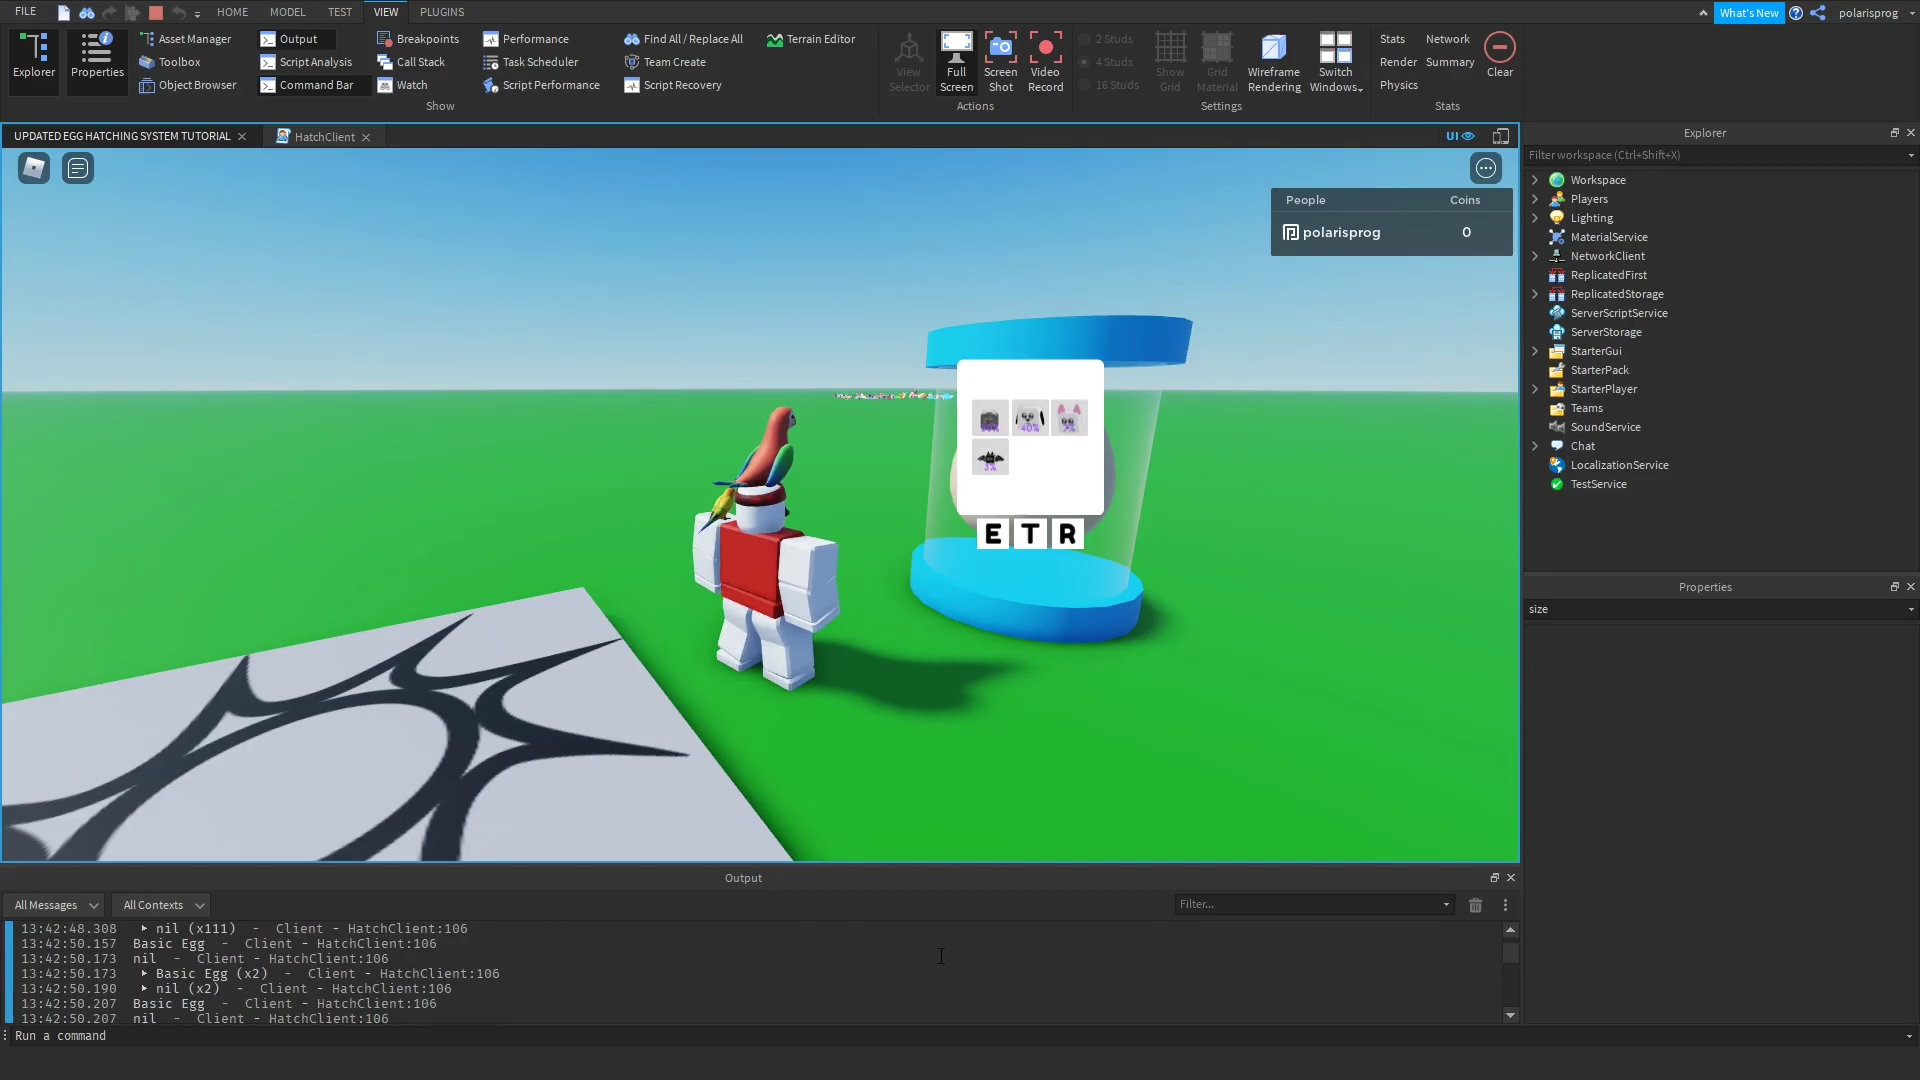 FILE HOME MODEL TEST VIEW PLUGINS What's New polarisprog
Explorer Properties Asset Manager Output Breakpoints Performance Find All / Replace All Terrain Editor
Toolbox Script Analysis Call Stack Task Scheduler Team Create
Object Browser Command Bar Watch Script Performance Script Recovery
Show
View Selector Full Screen Screen Shot Video Record
Actions
2 Studs
4 Studs
16 Studs
Show Grid Grid Material Wireframe Rendering Switch Windows
Settings
Stats Network
Render Summary
Physics
Clear
Stats
UPDATED EGG HATCHING SYSTEM TUTORIAL HatchClient UI
People Coins
polarisprog 0
40%
3%
E T R
Explorer
Filter workspace (Ctrl+Shift+X)
Workspace
Players
Lighting
MaterialService
NetworkClient
ReplicatedFirst
ReplicatedStorage
ServerScriptService
ServerStorage
StarterGui
StarterPack
StarterPlayer
Teams
SoundService
Chat
LocalizationService
TestService
Properties
size
Output
All Messages All Contexts Filter...
13:42:48.308 nil (x111) - Client - HatchClient:106
13:42:50.157 Basic Egg - Client - HatchClient:106
13:42:50.173 nil - Client - HatchClient:106
13:42:50.173 Basic Egg (x2) - Client - HatchClient:106
13:42:50.190 nil (x2) - Client - HatchClient:106
13:42:50.207 Basic Egg - Client - HatchClient:106
13:42:50.207 nil - Client - HatchClient:106
Run a command